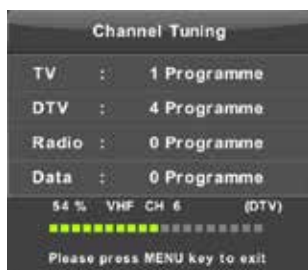 Channel Tuning
TV : 1 Programme
DTV : 4 Programme
Radio : 0 Programme
Data : 0 Programme
54 % VHF CH 6 (DTV)
Please press MENU key to exit